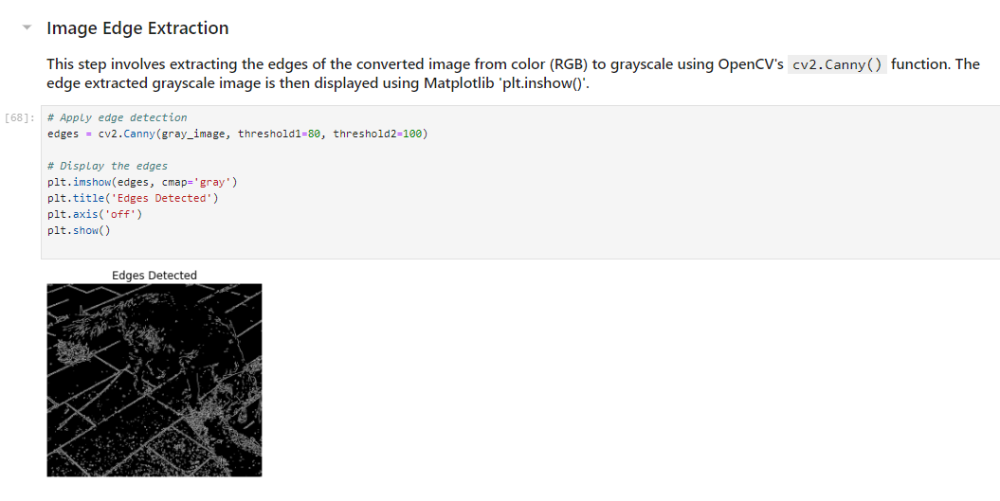 Image Edge Extraction
This step involves extracting the edges of the converted image from color (RGB) to grayscale using OpenCV's cv2.Canny() function. The
edge extracted grayscale image is then displayed using Matplotlib 'plt.inshow()'.
[68]:
# Apply edge detection
edges = cv2.Canny(gray_image, threshold1=80, threshold2=100)
# Display the edges
plt.imshow(edges, cmap='gray')
plt.title('Edges Detected')
plt.axis('off')
plt.show()
Edges Detected